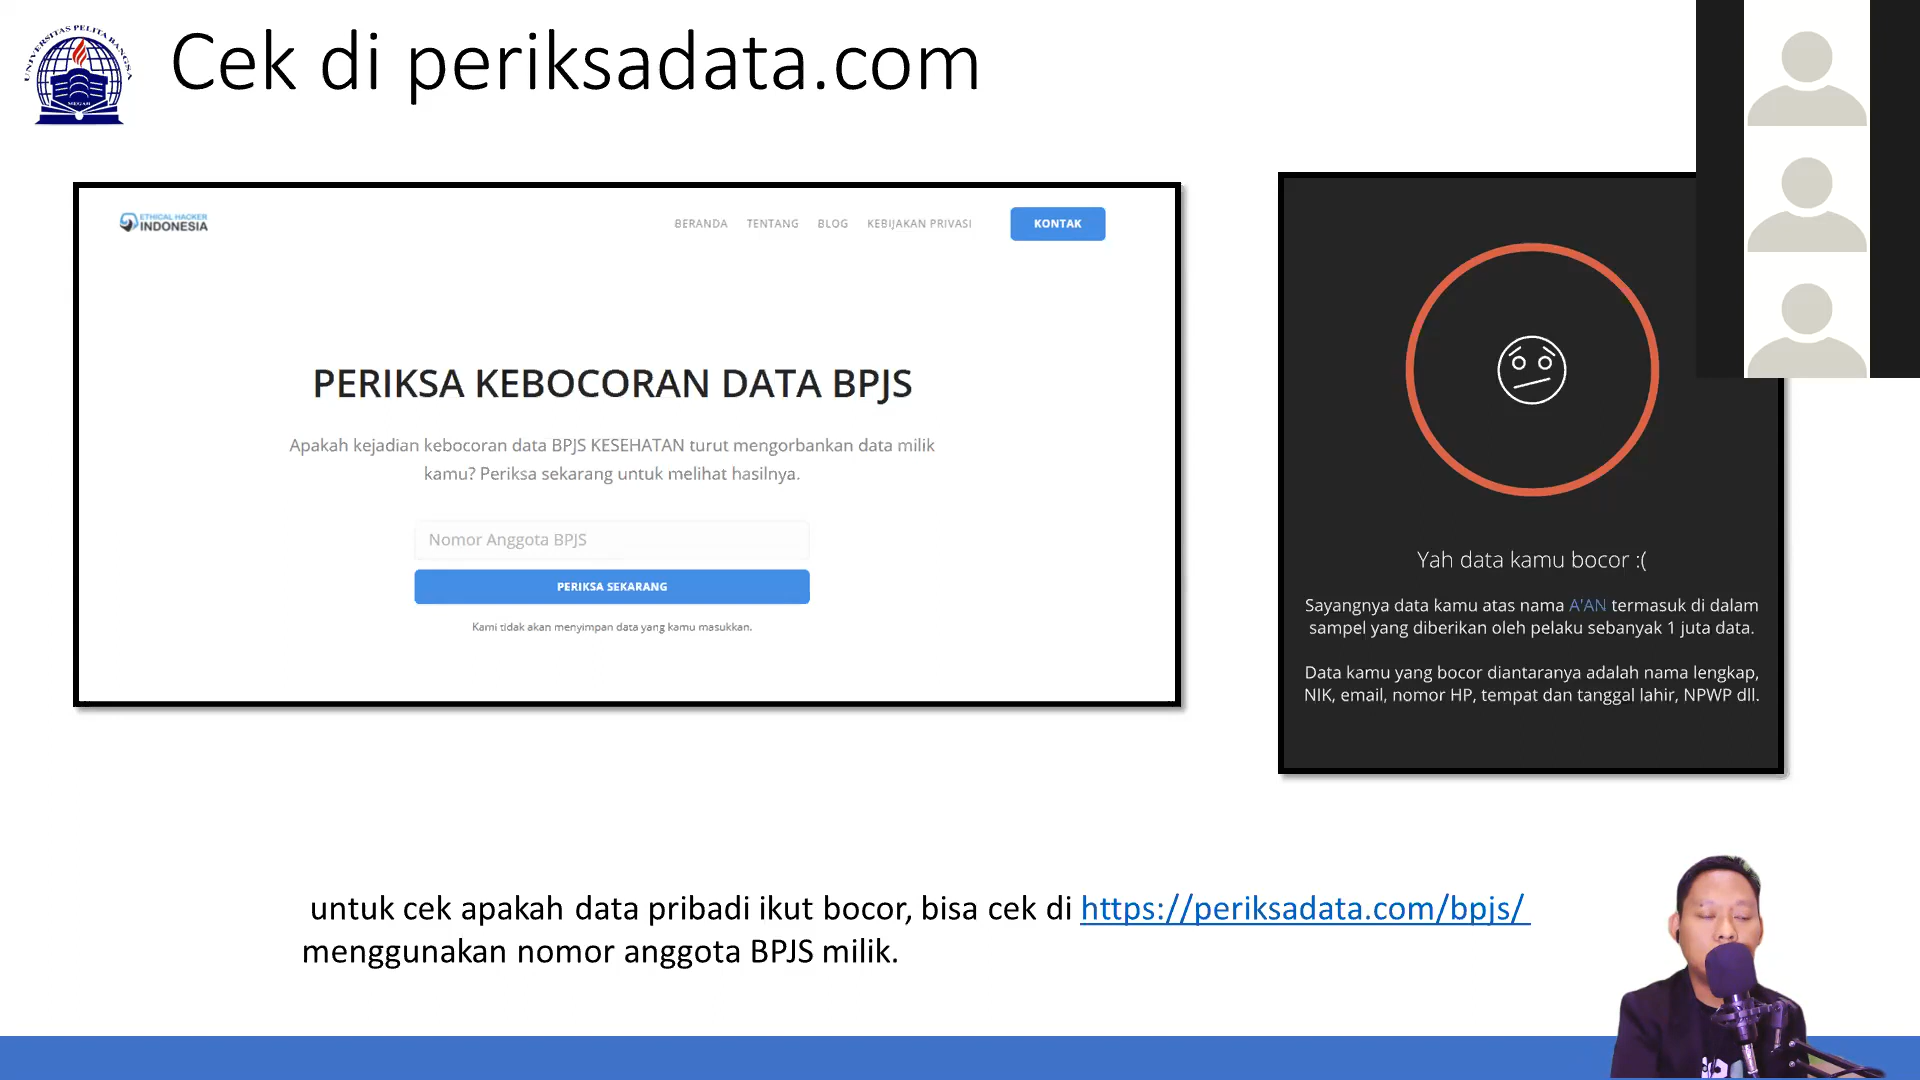 UNIVERSITAS PELITA BANGSA
MEGAH
Cek di periksadata.com
ETHICAL HACKER
INDONESIA
BERANDA TENTANG BLOG KEBIJAKAN PRIVASI KONTAK
PERIKSA KEBOCORAN DATA BPJS
Apakah kejadian kebocoran data BPJS KESEHATAN turut mengorbankan data milik
kamu? Periksa sekarang untuk melihat hasilnya.
Nomor Anggota BPJS
PERIKSA SEKARANG
Kami tidak akan menyimpan data yang kamu masukkan.
Yah data kamu bocor :(
Sayangnya data kamu atas nama A'AN termasuk di dalam
sampel yang diberikan oleh pelaku sebanyak 1 juta data.
Data kamu yang bocor diantaranya adalah nama lengkap,
NIK, email, nomor HP, tempat dan tanggal lahir, NPWP dll.
untuk cek apakah data pribadi ikut bocor, bisa cek di https://periksadata.com/bpjs/
menggunakan nomor anggota BPJS milik.